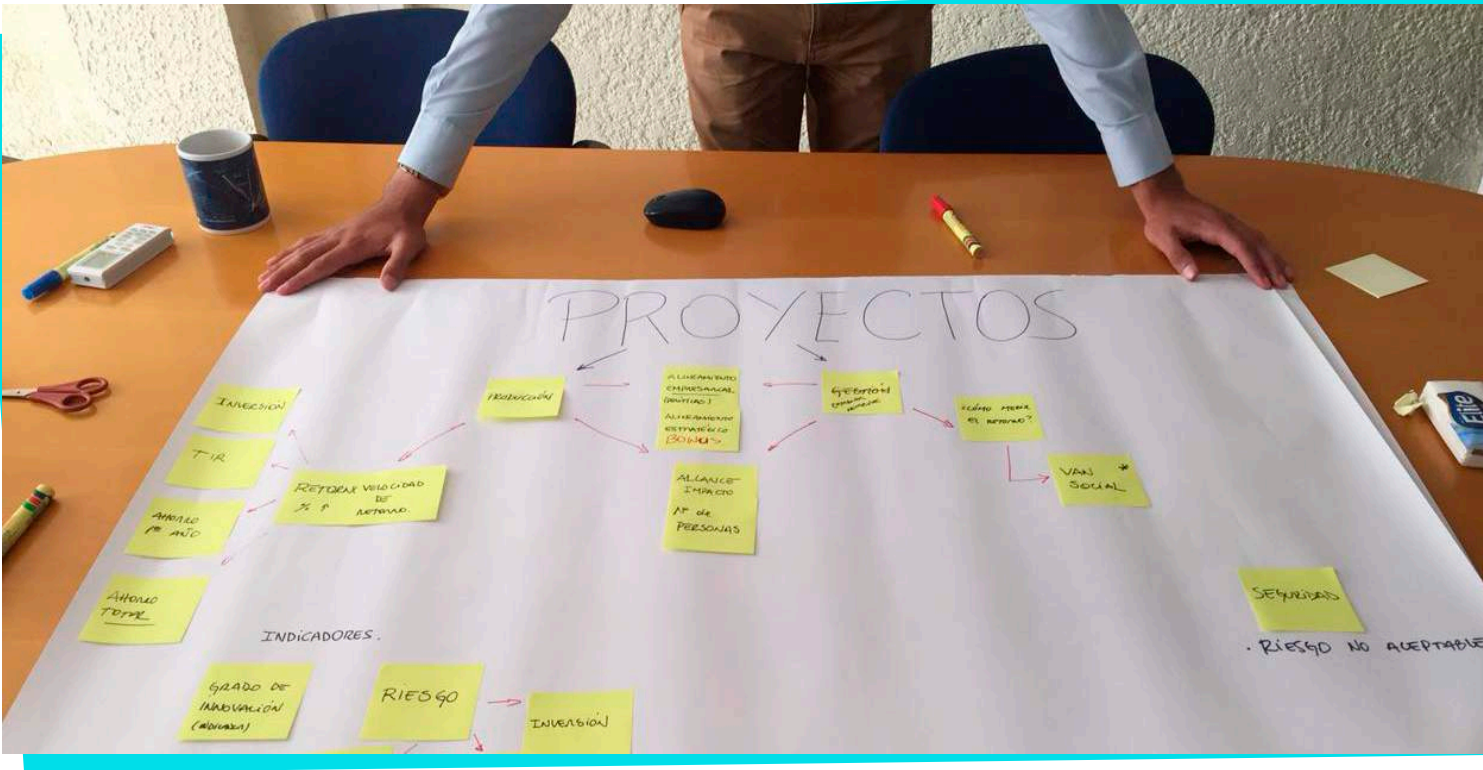 PROYECTOS
PRODUCCIÓN
ALINEAMIENTO
EMPRESARIAL
ALINEAMIENTO
ESTRATÉGICO
BONUS
GESTIÓN
¿CÓMO MEDIR
EL RETORNO?
VAN *
SOCIAL
INVERSION
TIR
AHORRO
1er AÑO
AHORRO
TOTAL
RETORNO VELOCIDAD
DE
RETORNO.
ALCANCE
IMPACTO
Nº de
PERSONAS
SEGURIDAD
. RIESGO NO ACEPTABLE
INDICADORES.
GRADO DE
INNOVACIÓN
RIESGO
INVERSIÓN
Elite